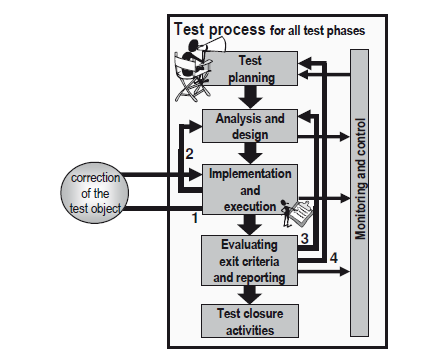 Test process for all test phases
Test
planning
Analysis and
design
2
Implementation
and
execution
correction
of the
test object
1
Monitoring and control
3
4
Evaluating
exit criteria
and reporting
Test closure
activities